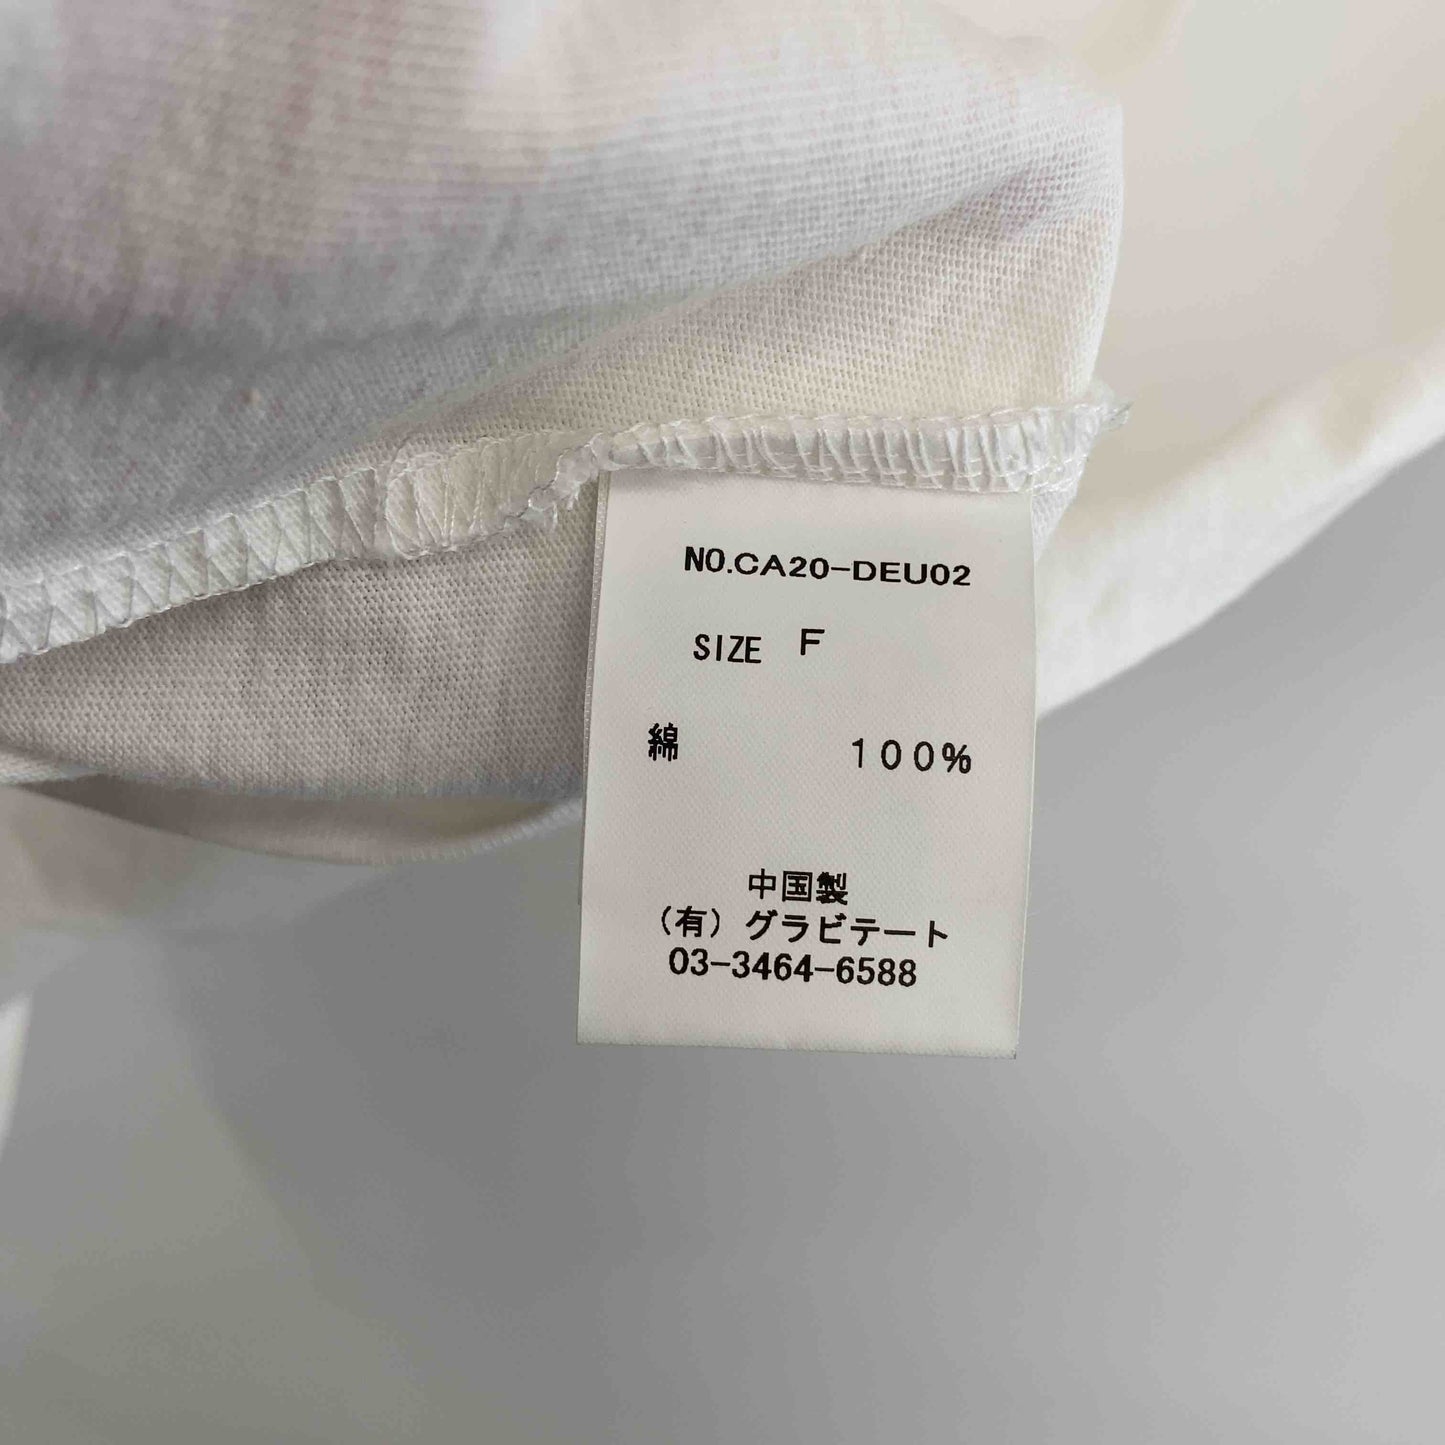 NO.CA20-DEU02
SIZE F
綿 100%
中国製
(有) グラビテート
03-3464-6588